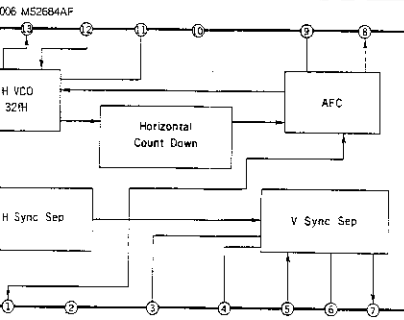 006 M52684AF
13 12 11 10 9 8
H VCO
32fH
AFC
Horizontal
Count Down
H Sync Sep
V Sync Sep
1 2 3 4 5 6 7